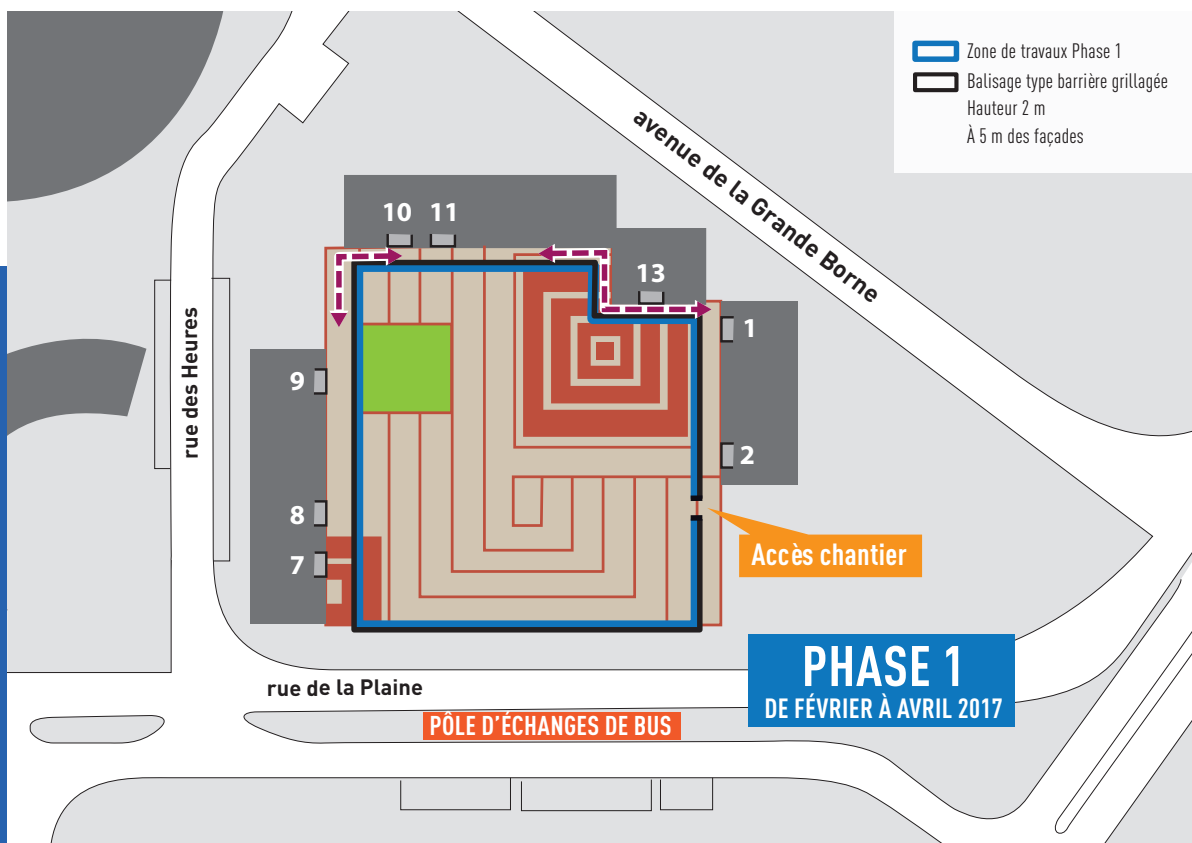 Zone de travaux Phase 1
Balisage type barrière grillagée
Hauteur 2 m
À 5 m des façades
avenue de la Grande Borne
10 11
13
1
9
rue des Heures
2
8
7
Accès chantier
PHASE 1
DE FÉVRIER À AVRIL 2017
rue de la Plaine
PÔLE D'ÉCHANGES DE BUS